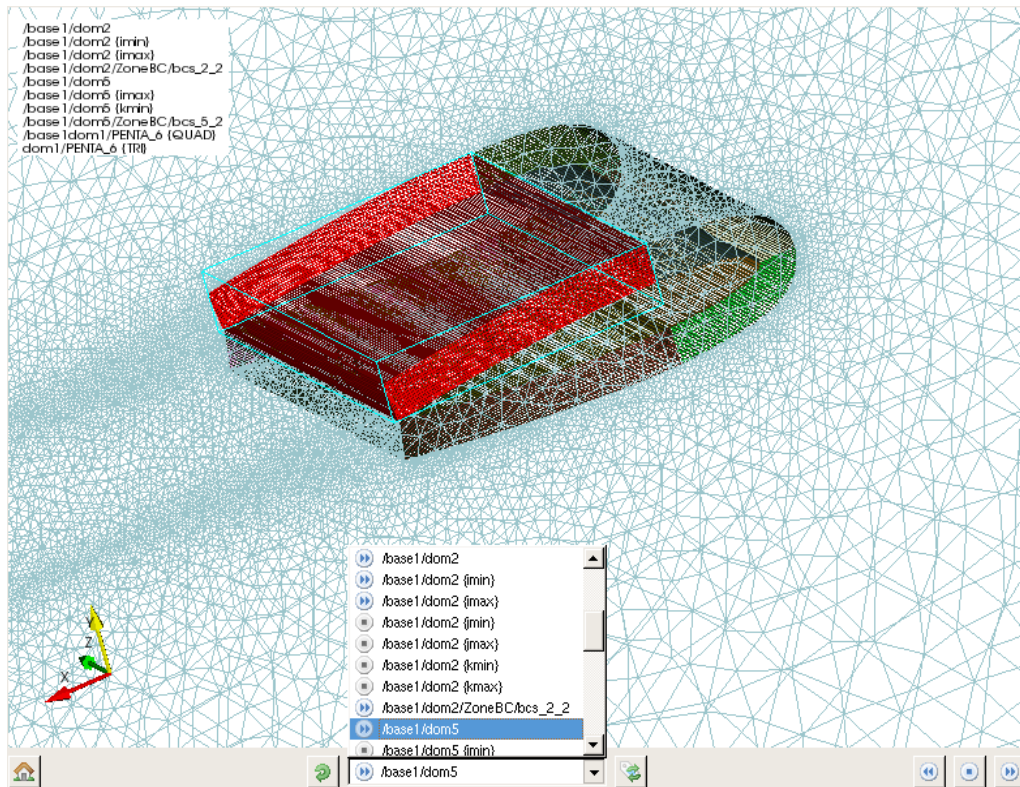 /base1/dom2
/base1/dom2 {imin}
/base1/dom2 {imax}
/base1/dom2/ZoneBC/bcs_2_2
/base1/dom5
/base1/dom5 {imax}
/base1/dom5 {kmin}
/base1/dom5/ZoneBC/bcs_5_2
/base1dom1/PENTA_6 {QUAD}
dom1/PENTA_6 {TRI}
/base1/dom2
/base1/dom2 {imin}
/base1/dom2 {imax}
/base1/dom2 {jmin}
/base1/dom2 {jmax}
/base1/dom2 {kmin}
/base1/dom2 {kmax}
/base1/dom2/ZoneBC/bcs_2_2
/base1/dom5
/base1/dom5 {imin}
Y
Z
X
/base1/dom5